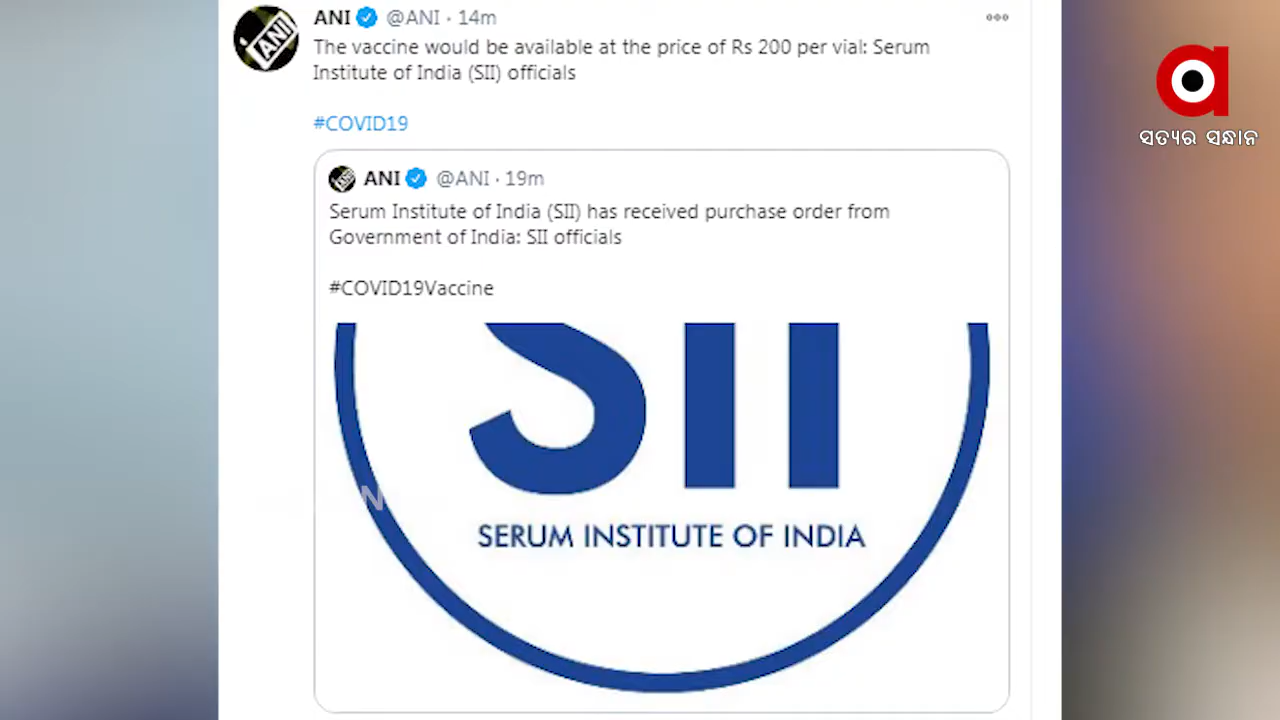 ANI @ANI · 14m
The vaccine would be available at the price of Rs 200 per vial: Serum
Institute of India (SII) officials
#COVID19
ANI @ANI · 19m
Serum Institute of India (SII) has received purchase order from
Government of India: SII officials
#COVID19Vaccine
SII
SERUM INSTITUTE OF INDIA
ANI
a
ସତ୍ୟର ସନ୍ଧାନ
N